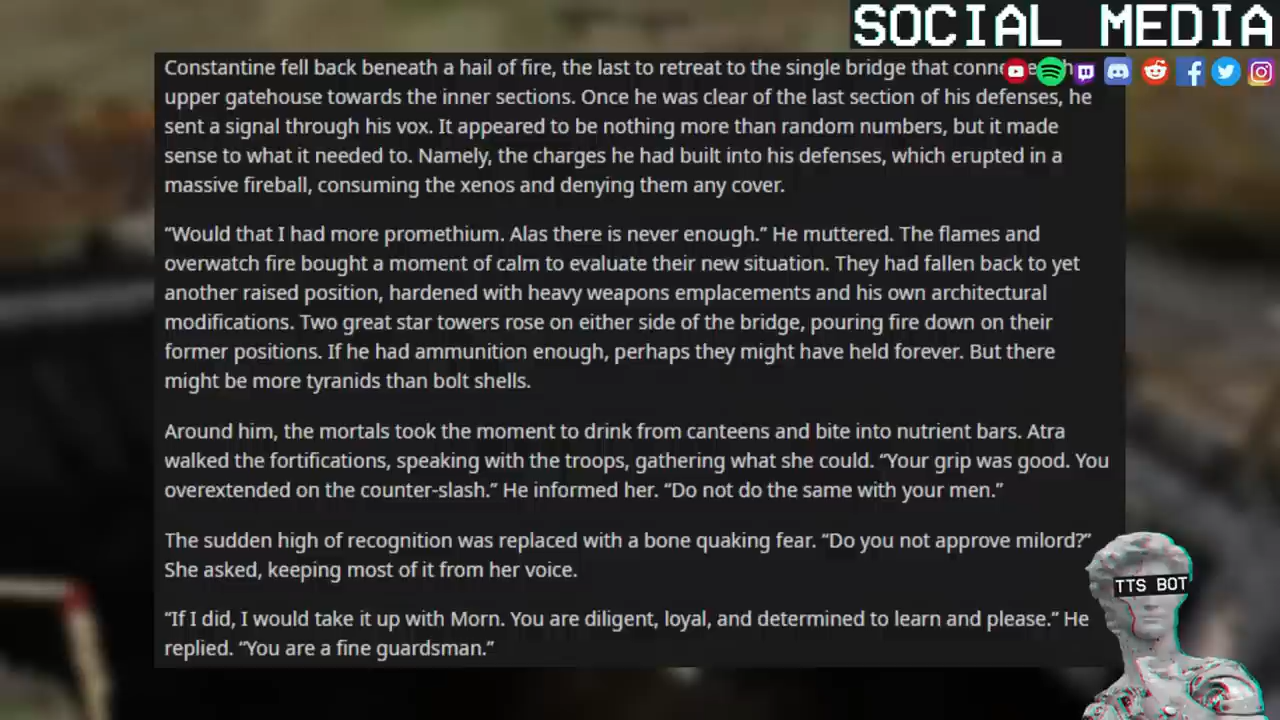 SOCIAL MEDIA
Constantine fell back beneath a hail of fire, the last to retreat to the single bridge that
upper gatehouse towards the inner sections. Once he was clear of the last section of his defenses, he
sent a signal through his vox. It appeared to be nothing more than random numbers, but it made
sense to what it needed to. Namely, the charges he had built into his defenses, which erupted in a
massive fireball, consuming the xenos and denying them any cover.
“Would that I had more promethium. Alas there is never enough.” He muttered. The flames and
overwatch fire bought a moment of calm to evaluate their new situation. They had fallen back to yet
another raised position, hardened with heavy weapons emplacements and his own architectural
modifications. Two great star towers rose on either side of the bridge, pouring fire down on their
former positions. If he had ammunition enough, perhaps they might have held forever. But there
might be more tyranids than bolt shells.
Around him, the mortals took the moment to drink from canteens and bite into nutrient bars. Atra
walked the fortifications, speaking with the troops, gathering what she could. “Your grip was good. You
overextended on the counter-slash.” He informed her. “Do not do the same with your men.”
The sudden high of recognition was replaced with a bone quaking fear. “Do you not approve milord?”
She asked, keeping most of it from her voice.
“If I did, I would take it up with Morn. You are diligent, loyal, and determined to learn and please.” He
replied. “You are a fine guardsman.”
TTS BOT